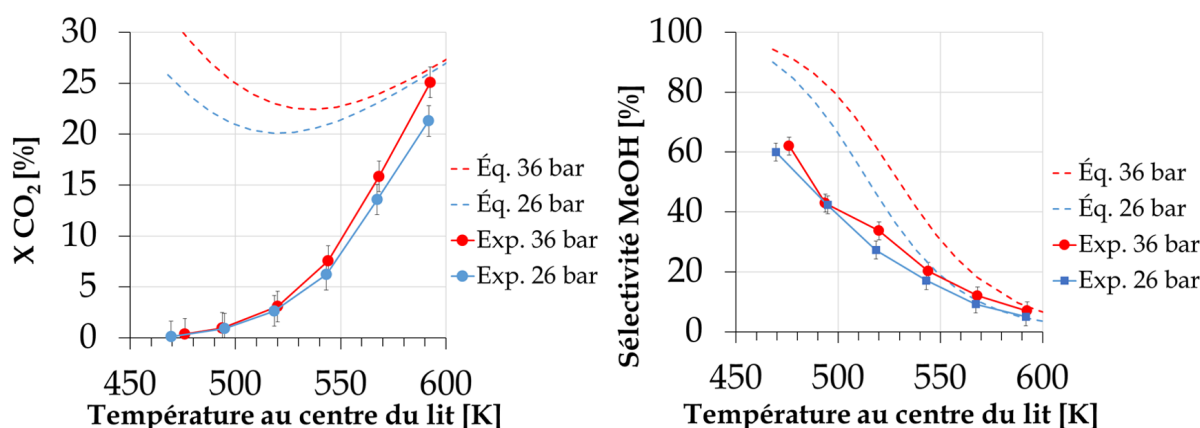 30
25
20
15
10
5
0
X CO₂ [%]
450 500 550 600
Température au centre du lit [K]
Éq. 36 bar
Éq. 26 bar
Exp. 36 bar
Exp. 26 bar
100
80
60
40
20
0
Sélectivité MeOH [%]
450 500 550 600
Température au centre du lit [K]
Éq. 36 bar
Éq. 26 bar
Exp. 36 bar
Exp. 26 bar